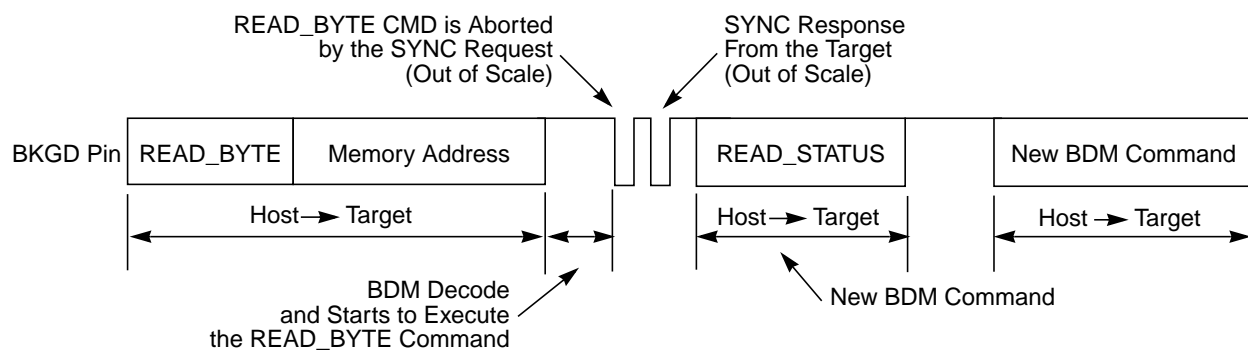 READ_BYTE CMD is Aborted
by the SYNC Request
(Out of Scale)
SYNC Response
From the Target
(Out of Scale)
BKGD Pin
READ_BYTE
Memory Address
READ_STATUS
New BDM Command
Host → Target
Host → Target
Host → Target
BDM Decode
and Starts to Execute
the READ_BYTE Command
New BDM Command